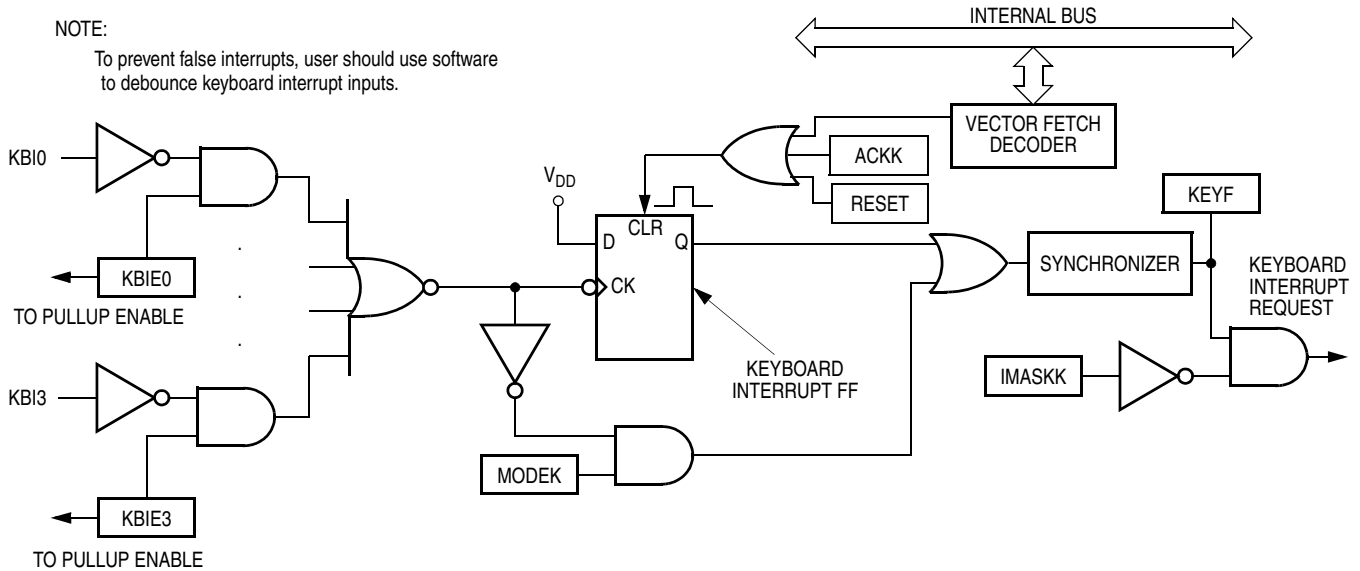 NOTE:
To prevent false interrupts, user should use software
to debounce keyboard interrupt inputs.
INTERNAL BUS
VECTOR FETCH
DECODER
ACKK
RESET
KBI0
VDD
KEYF
D
CLR
Q
CK
SYNCHRONIZER
KEYBOARD
INTERRUPT
REQUEST
KBIE0
TO PULLUP ENABLE
KEYBOARD
INTERRUPT FF
IMASKK
KBI3
MODEK
KBIE3
TO PULLUP ENABLE